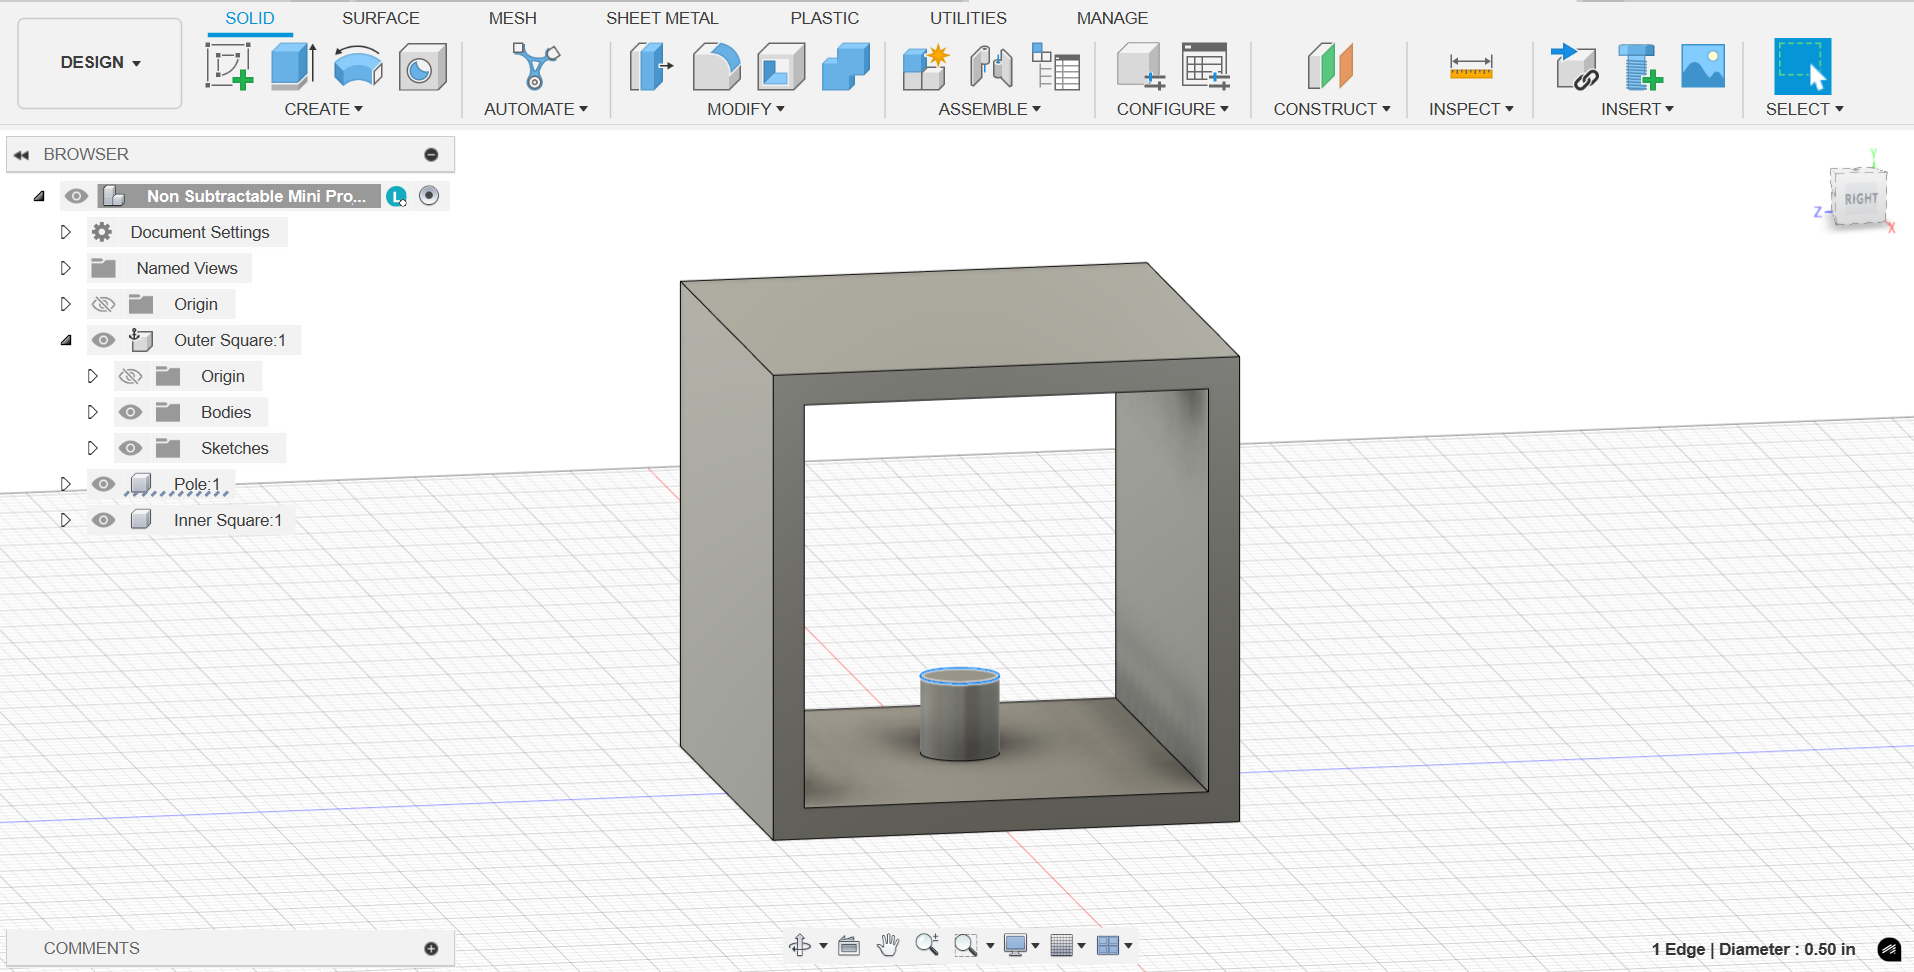 DESIGN
SOLID SURFACE MESH SHEET METAL PLASTIC UTILITIES MANAGE
CREATE AUTOMATE MODIFY ASSEMBLE CONFIGURE CONSTRUCT INSPECT INSERT SELECT
BROWSER
Non Subtractable Mini Pro... L
Document Settings
Named Views
Origin
Outer Square:1
Origin
Bodies
Sketches
Pole:1
Inner Square:1
Y
RIGHT
Z
X
COMMENTS
1 Edge | Diameter : 0.50 in